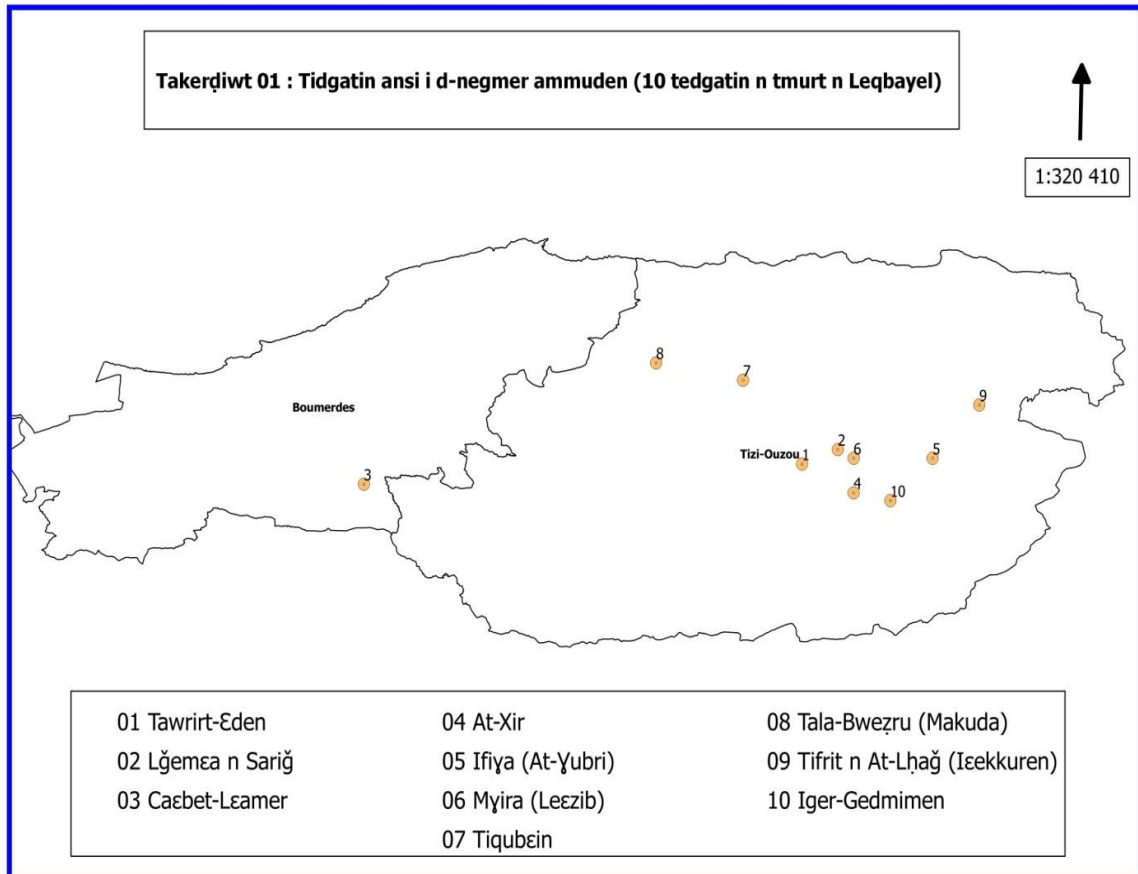 Takerḍiwt 01 : Tidgatin ansi i d-negmer ammuden (10 tedgatin n tmurt n Leqbayel)
1:320 410
8
7
9
Boumerdes
2
Tizi-Ouzou
1
6
5
3
4
10
01 Tawrirt-Ɛden
02 Lǧemɛa n Sariǧ
03 Caɛbet-Lɛamer
04 At-Xir
05 Ifiɣa (At-Ɣubri)
06 Mɣira (Leɛzib)
07 Tiqubɛin
08 Tala-Bweẓru (Makuda)
09 Tifrit n At-Lḥaǧ (Iɛekkuren)
10 Iger-Gedmimen